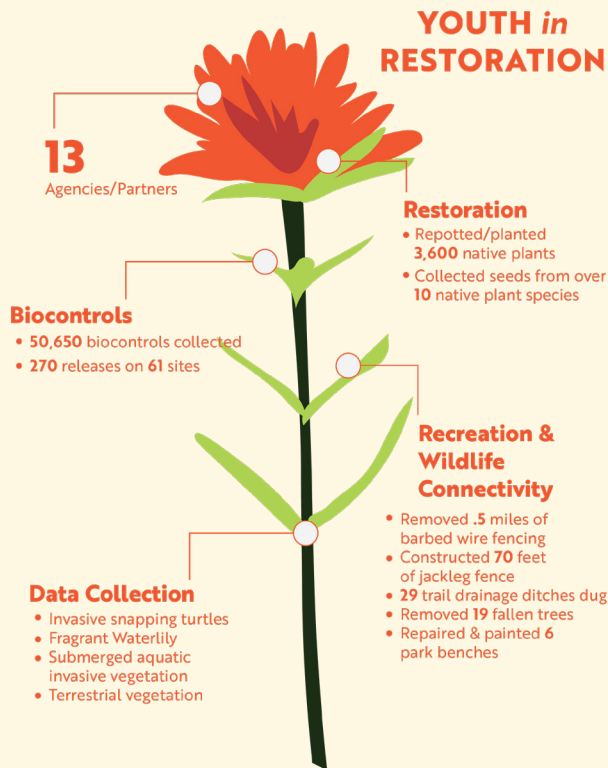 YOUTH in
RESTORATION
13
Agencies/Partners
Restoration
• Repotted/planted
3,600 native plants
• Collected seeds from over
10 native plant species
Biocontrols
• 50,650 biocontrols collected
• 270 releases on 61 sites
Recreation &
Wildlife
Connectivity
• Removed .5 miles of
barbed wire fencing
• Constructed 70 feet
of jackleg fence
• 29 trail drainage ditches dug
• Removed 19 fallen trees
• Repaired & painted 6
park benches
Data Collection
• Invasive snapping turtles
• Fragrant Waterlily
• Submerged aquatic
invasive vegetation
• Terrestrial vegetation